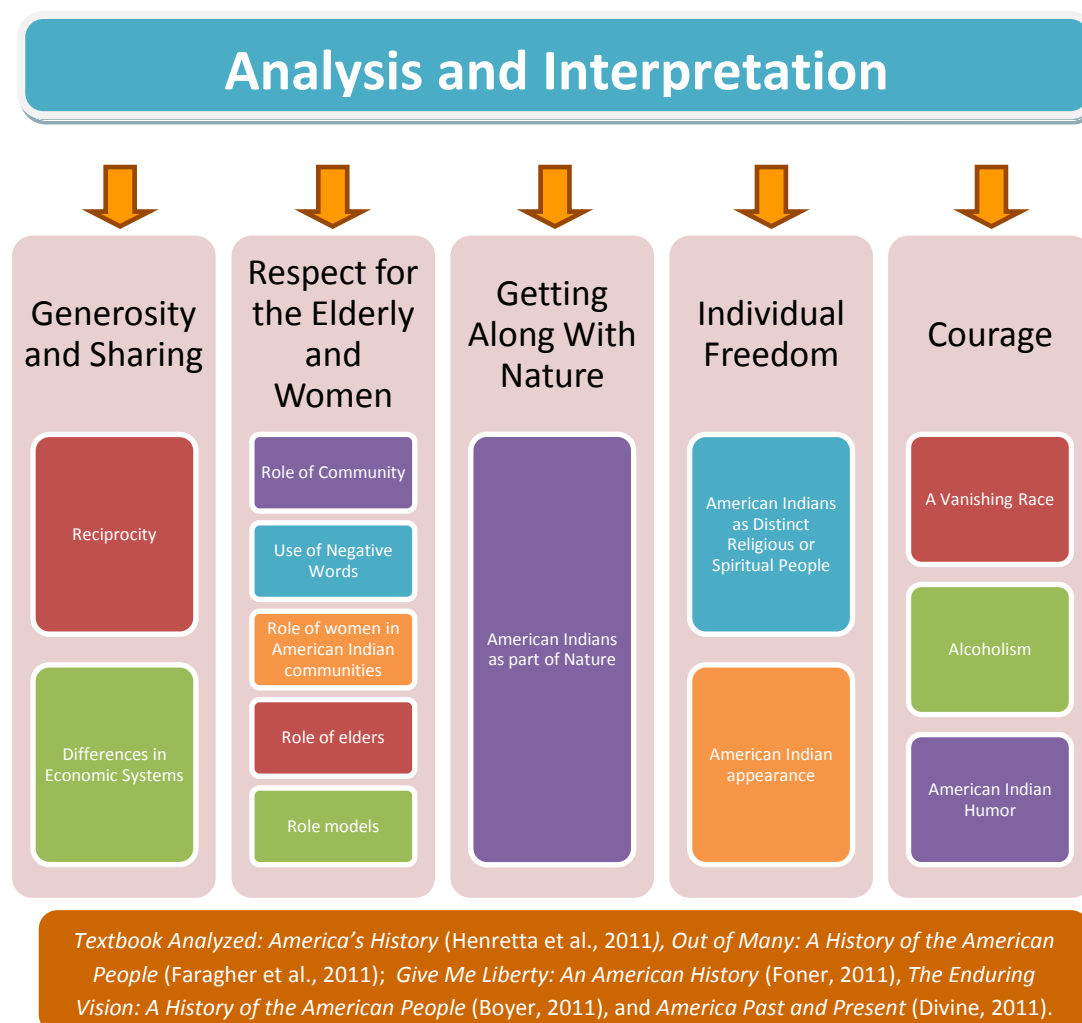 Analysis and Interpretation
Generosity
and Sharing
Reciprocity
Differences in
Economic Systems
Respect for
the Elderly
and
Women
Role of Community
Use of Negative
Words
Role of women in
American Indian
communities
Role of elders
Role models
Getting
Along With
Nature
American Indians
as part of Nature
Individual
Freedom
American Indians
as Distinct
Religious or
Spiritual People
American Indian
appearance
Courage
A Vanishing Race
Alcoholism
American Indian
Humor
Textbook Analyzed: America’s History (Henretta et al., 2011), Out of Many: A History of the American
People (Faragher et al., 2011);  Give Me Liberty: An American History (Foner, 2011), The Enduring
Vision: A History of the American People (Boyer, 2011), and America Past and Present (Divine, 2011).